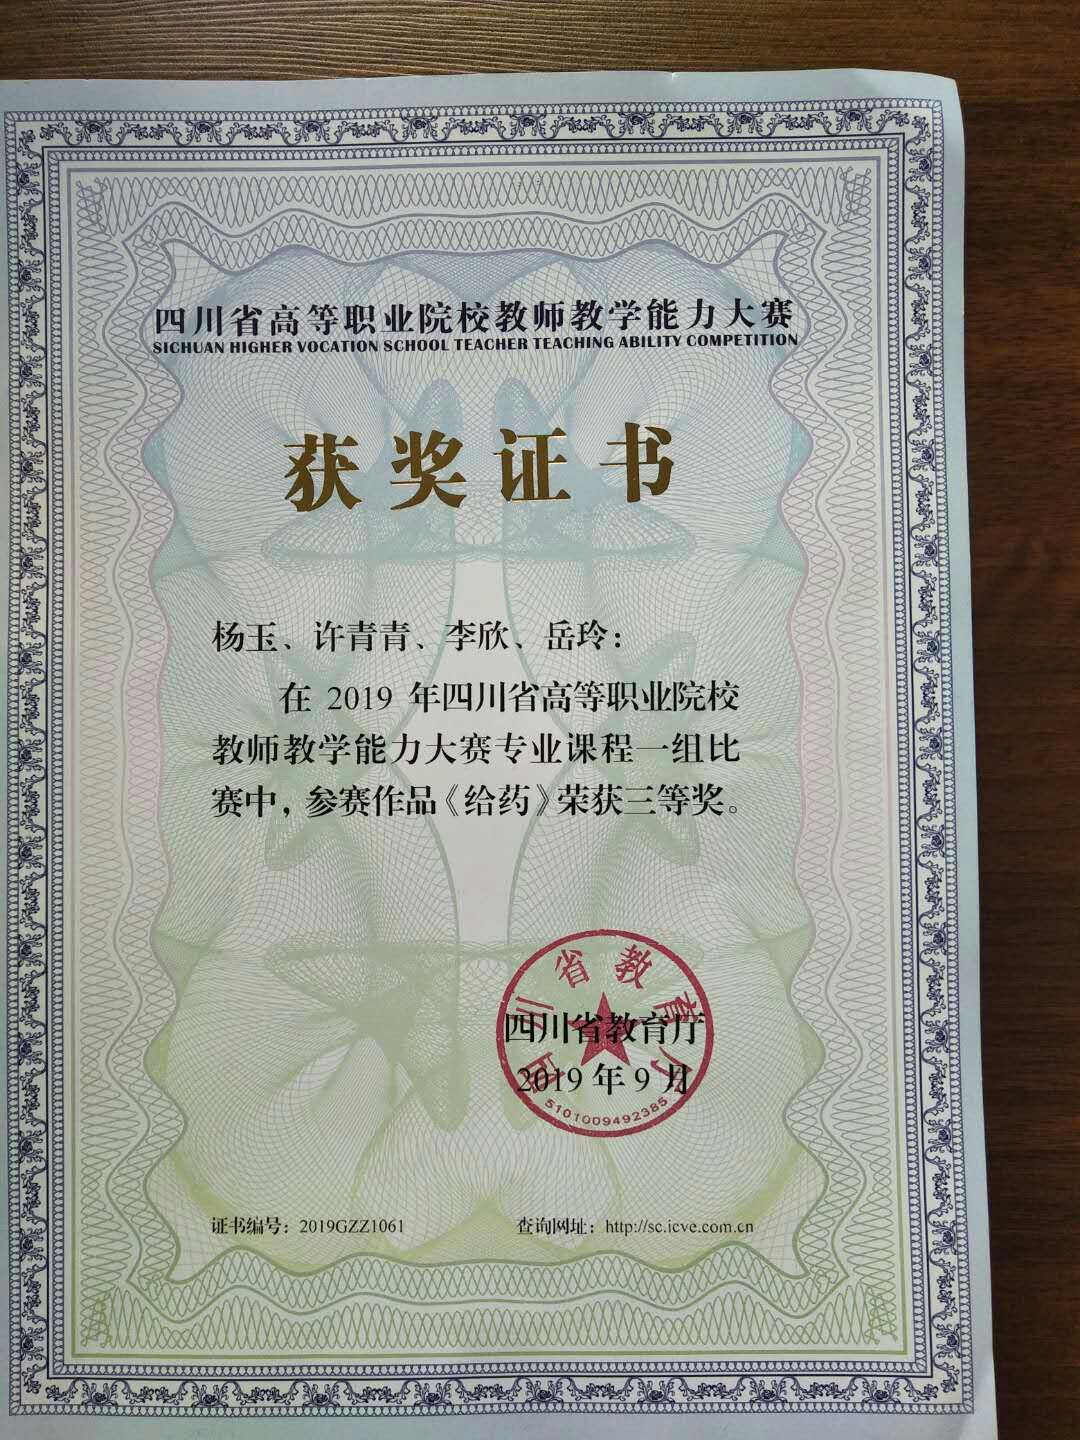 四川省高等职业院校教师教学能力大赛
SICHUAN HIGHER VOCATION SCHOOL TEACHER TEACHING ABILITY COMPETITION
获奖证书
杨玉、许青青、李欣、岳玲：
在 2019 年四川省高等职业院校
教师教学能力大赛专业课程一组比
赛中，参赛作品《给药》荣获三等奖。
四川省教育厅
四川省教育厅
2019 年 9 月
5101009492385
证书编号：2019GZZ1061
查询网址：http://sc.icve.com.cn